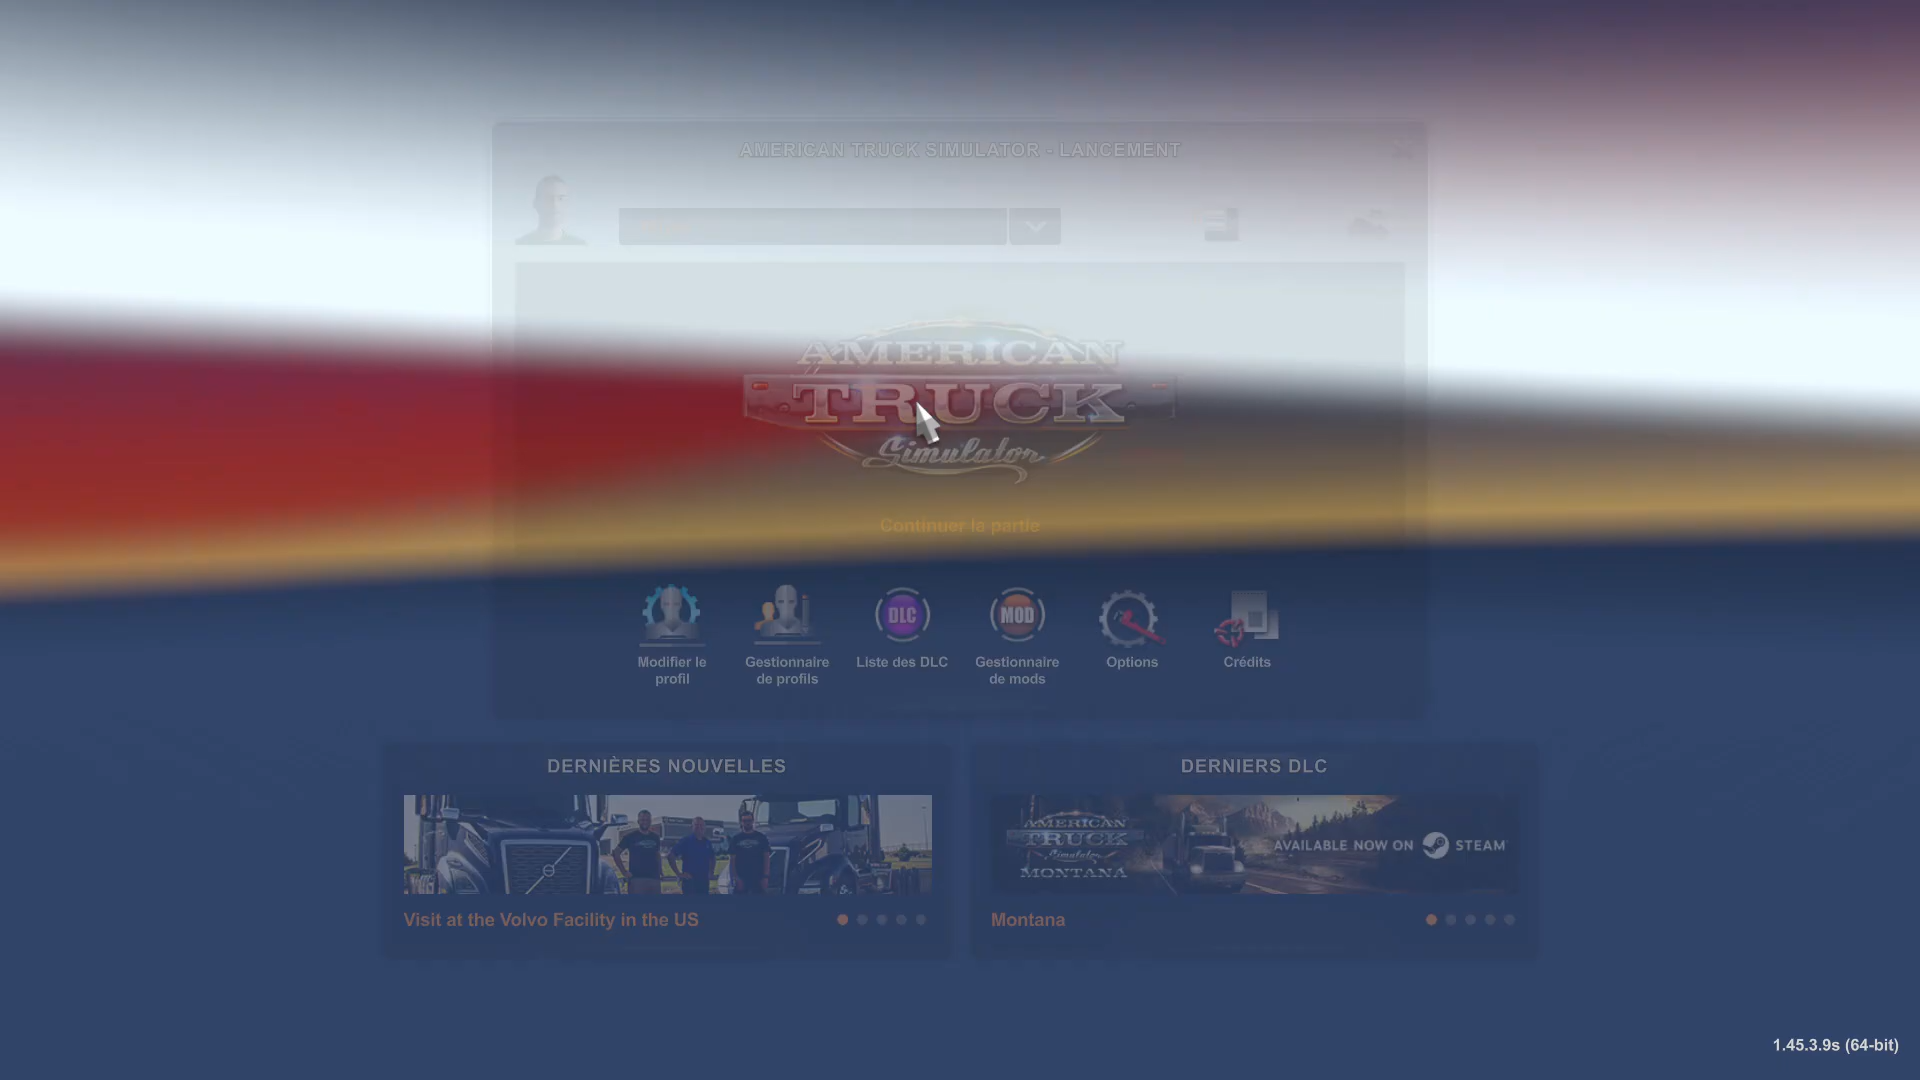 AMERICAN TRUCK SIMULATOR - LANCEMENT
AMERICAN
TRUCK
Simulator
Continuer la partie
Modifier le
profil
Gestionnaire
de profils
DLC
Liste des DLC
MOD
Gestionnaire
de mods
Options
Crédits
DERNIÈRES NOUVELLES
Visit at the Volvo Facility in the US
DERNIERS DLC
AMERICAN
TRUCK
Simulator
MONTANA
AVAILABLE NOW ON STEAM
Montana
1.45.3.9s (64-bit)